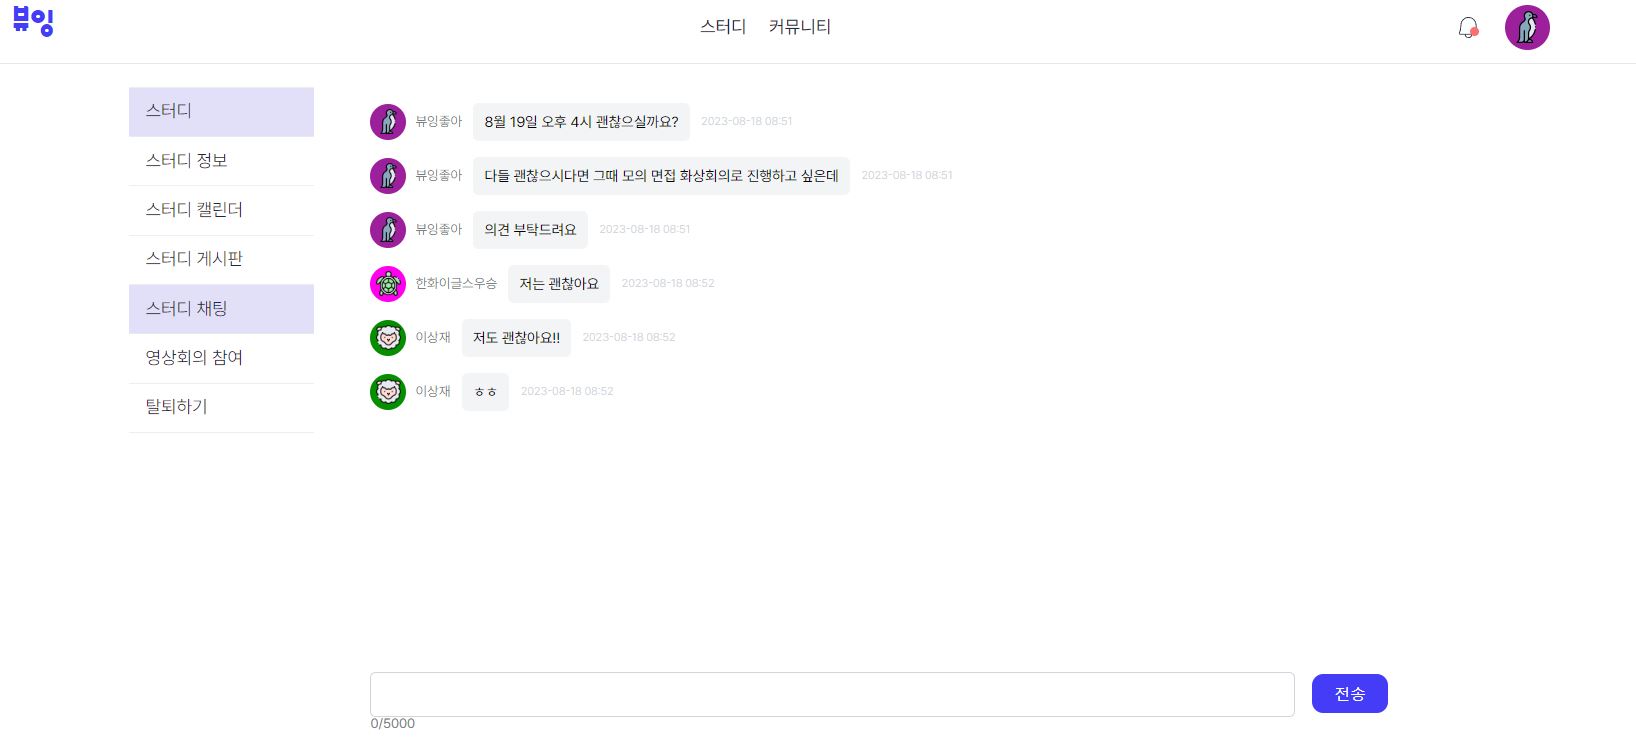 뷰잉
스터디 커뮤니티
스터디
스터디 정보
스터디 캘린더
스터디 게시판
스터디 채팅
영상회의 참여
탈퇴하기
뷰잉좋아 8월 19일 오후 4시 괜찮으실까요? 2023-08-18 08:51
뷰잉좋아 다들 괜찮으시다면 그때 모의 면접 화상회의로 진행하고 싶은데 2023-08-18 08:51
뷰잉좋아 의견 부탁드려요 2023-08-18 08:51
한화이글스우승 저는 괜찮아요 2023-08-18 08:52
이상재 저도 괜찮아요!! 2023-08-18 08:52
이상재 ㅎㅎ 2023-08-18 08:52
전송
0/5000